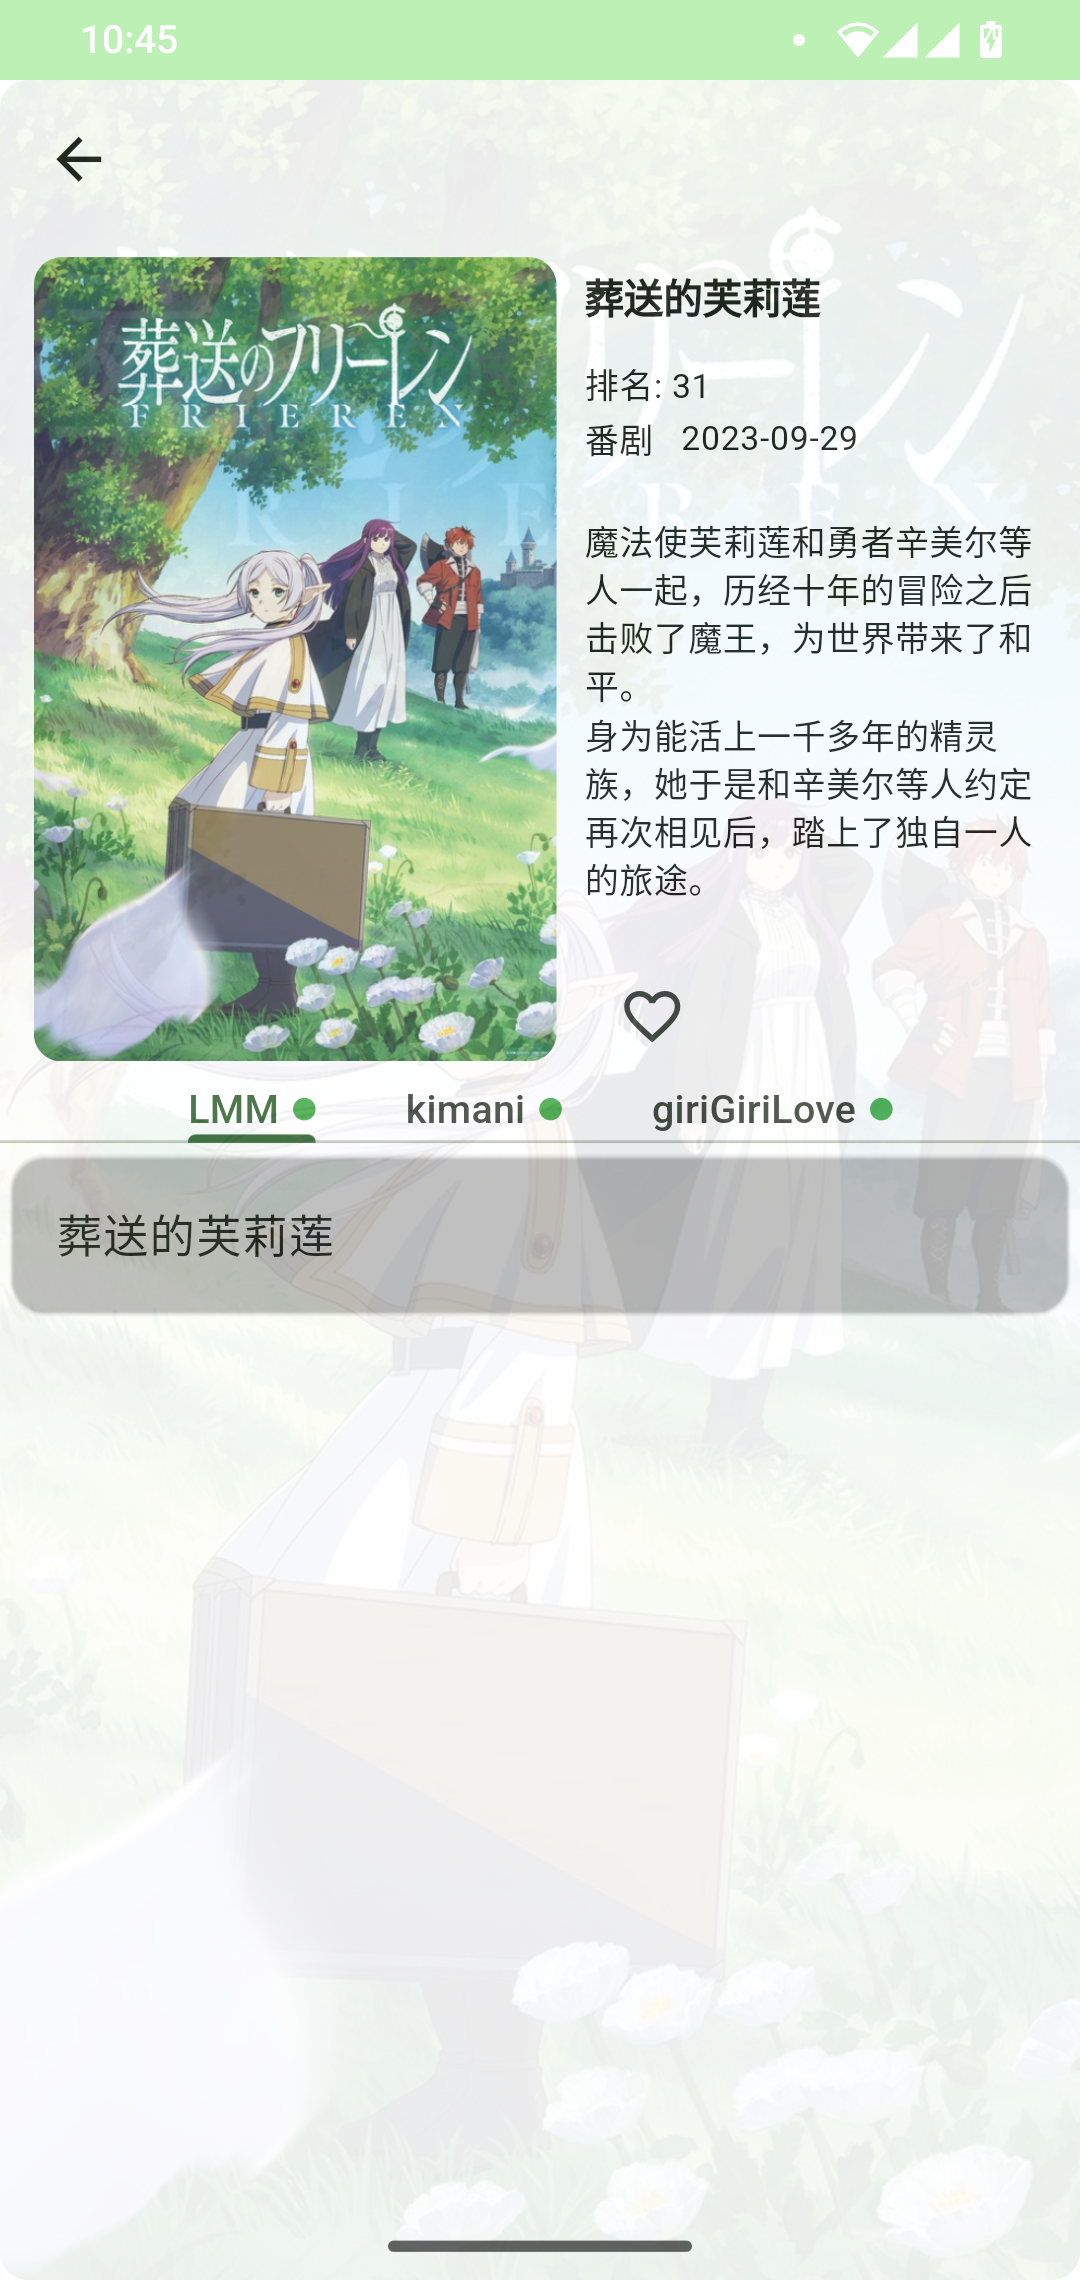 10:45
葬送のフリーレン
FRIEREN
葬送的芙莉莲
排名: 31
番剧 2023-09-29
魔法使芙莉莲和勇者辛美尔等
人一起，历经十年的冒险之后
击败了魔王，为世界带来了和
平。
身为能活上一千多年的精灵
族，她于是和辛美尔等人约定
再次相见后，踏上了独自一人
的旅途。
LMM kimani giriGiriLove
葬送的芙莉莲